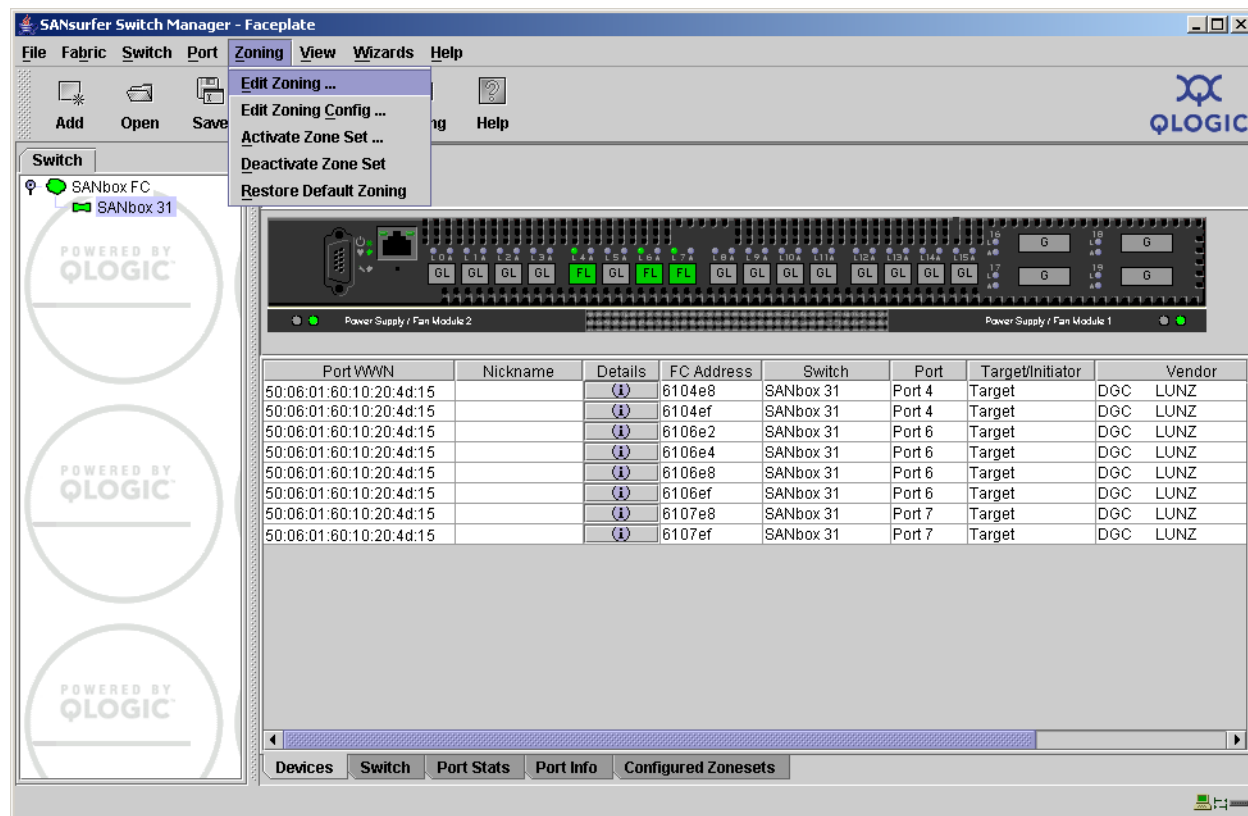 SANsurfer Switch Manager - Faceplate
File Fabric Switch Port Zoning View Wizards Help
Edit Zoning ...
Edit Zoning Config ...
Activate Zone Set ...
Deactivate Zone Set
Restore Default Zoning
Add Open Save ng Help
QLOGIC
Switch
SANbox FC
SANbox 31
POWERED BY
QLOGIC
POWERED BY
QLOGIC
POWERED BY
QLOGIC
16 18
G G
L0 L1 L2 L3 L4 L5 L6 L7 L8 L9 L10 L11 L12 L13 L14 L15
GL GL GL GL FL GL FL FL GL GL GL GL GL GL GL GL
17 19
G G
Power Supply / Fan Module 2 Power Supply / Fan Module 1
Port WWN Nickname Details FC Address Switch Port Target/Initiator Vendor
50:06:01:60:10:20:4d:15 (i) 6104e8 SANbox 31 Port 4 Target DGC LUNZ
50:06:01:60:10:20:4d:15 (i) 6104ef SANbox 31 Port 4 Target DGC LUNZ
50:06:01:60:10:20:4d:15 (i) 6106e2 SANbox 31 Port 6 Target DGC LUNZ
50:06:01:60:10:20:4d:15 (i) 6106e4 SANbox 31 Port 6 Target DGC LUNZ
50:06:01:60:10:20:4d:15 (i) 6106e8 SANbox 31 Port 6 Target DGC LUNZ
50:06:01:60:10:20:4d:15 (i) 6106ef SANbox 31 Port 6 Target DGC LUNZ
50:06:01:60:10:20:4d:15 (i) 6107e8 SANbox 31 Port 7 Target DGC LUNZ
50:06:01:60:10:20:4d:15 (i) 6107ef SANbox 31 Port 7 Target DGC LUNZ
Devices Switch Port Stats Port Info Configured Zonesets